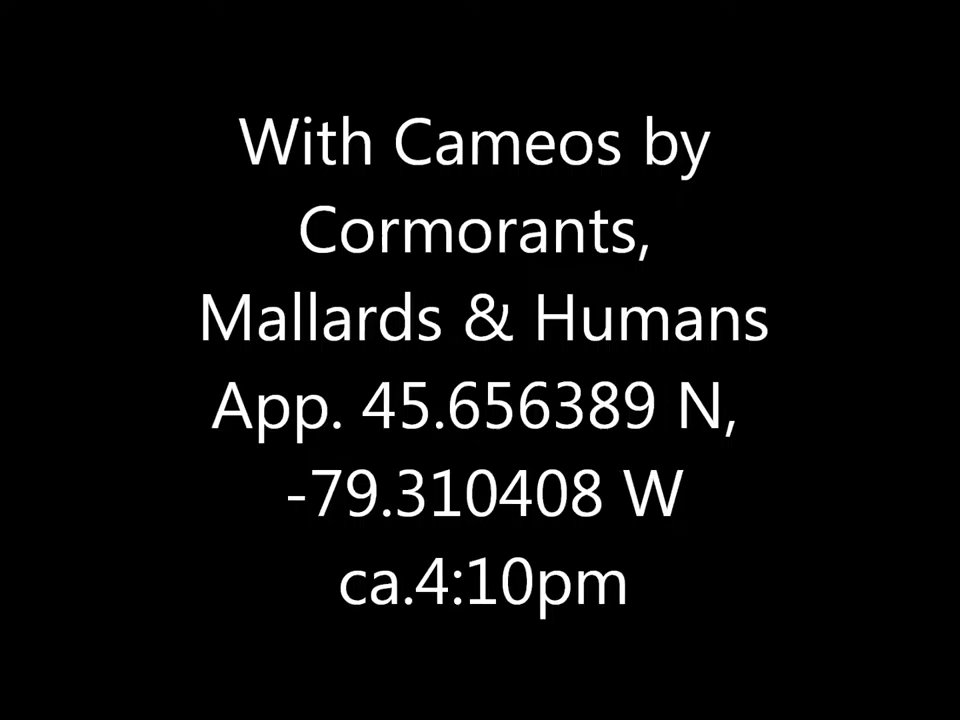 With Cameos by
Cormorants,
Mallards & Humans
App. 45.656389 N,
-79.310408 W
ca.4:10pm